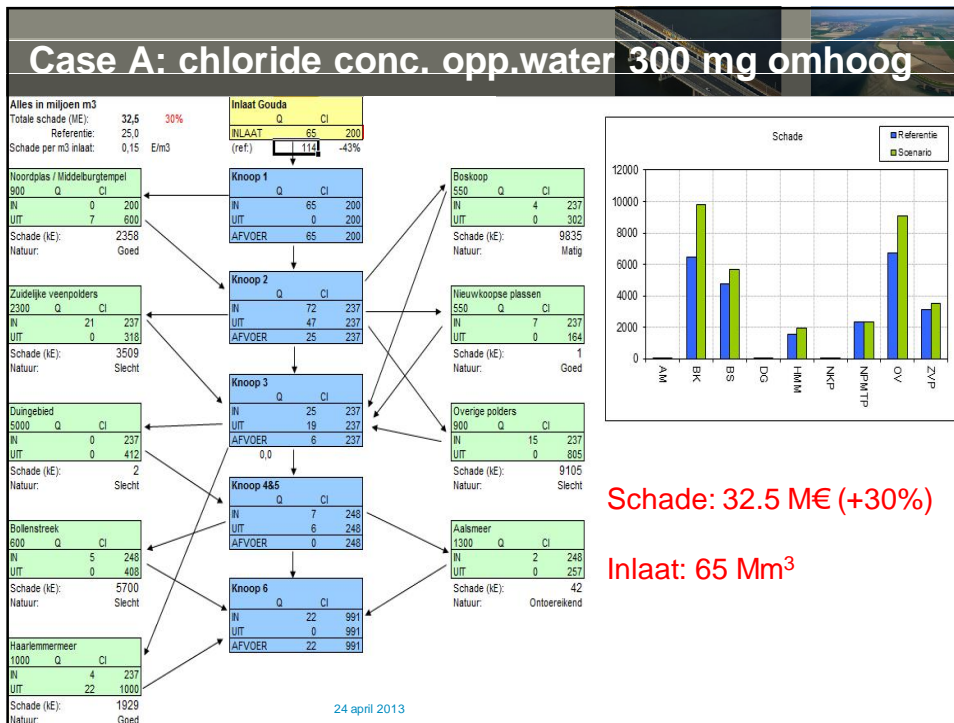 Case A: chloride conc. opp.water 300 mg omhoog
Alles in miljoen m3
Totale schade (ME): 32,5 30%
Referentie: 25,0
Schade per m3 inlaat: 0,15 E/m3
Inlaat Gouda
Q Cl
INLAAT 65 200
(ref:) 114 -43%
Noordplas / Middelburgtempel
900 Q Cl
IN 0 200
UIT 7 600
Schade (kE): 2358
Natuur: Goed
Knoop 1
Q Cl
IN 65 200
UIT 0 200
AFVOER 65 200
Boskoop
550 Q Cl
IN 4 237
UIT 0 302
Schade (kE): 9835
Natuur: Matig
Knoop 2
Q Cl
IN 72 237
UIT 47 237
AFVOER 25 237
Zuidelijke veenpolders
2300 Q Cl
IN 21 237
UIT 0 318
Schade (kE): 3509
Natuur: Slecht
Nieuwkoopse plassen
550 Q Cl
IN 7 237
UIT 0 164
Schade (kE): 1
Natuur: Goed
Knoop 3
Q Cl
IN 25 237
UIT 19 237
AFVOER 6 237
0,0
Duingebied
5000 Q Cl
IN 0 237
UIT 0 412
Schade (kE): 2
Natuur: Slecht
Overige polders
900 Q Cl
IN 15 237
UIT 0 805
Schade (kE): 9105
Natuur: Slecht
Knoop 4&5
Q Cl
IN 7 248
UIT 6 248
AFVOER 0 248
Bollenstreek
600 Q Cl
IN 5 248
UIT 0 408
Schade (kE): 5700
Natuur: Slecht
Aalsmeer
1300 Q Cl
IN 2 248
UIT 0 257
Schade (kE): 42
Natuur: Ontoereikend
Knoop 6
Q Cl
IN 22 991
UIT 0 991
AFVOER 22 991
Haarlemmermeer
1000 Q Cl
IN 4 237
UIT 22 1000
Schade (kE): 1929
Natuur: Goed
Schade
Referentie
Scenario
12000
10000
8000
6000
4000
2000
0
AM BK BS DG HMM NKP NPMTP OV ZVP
Schade: 32.5 M€ (+30%)
Inlaat: 65 Mm³
24 april 2013